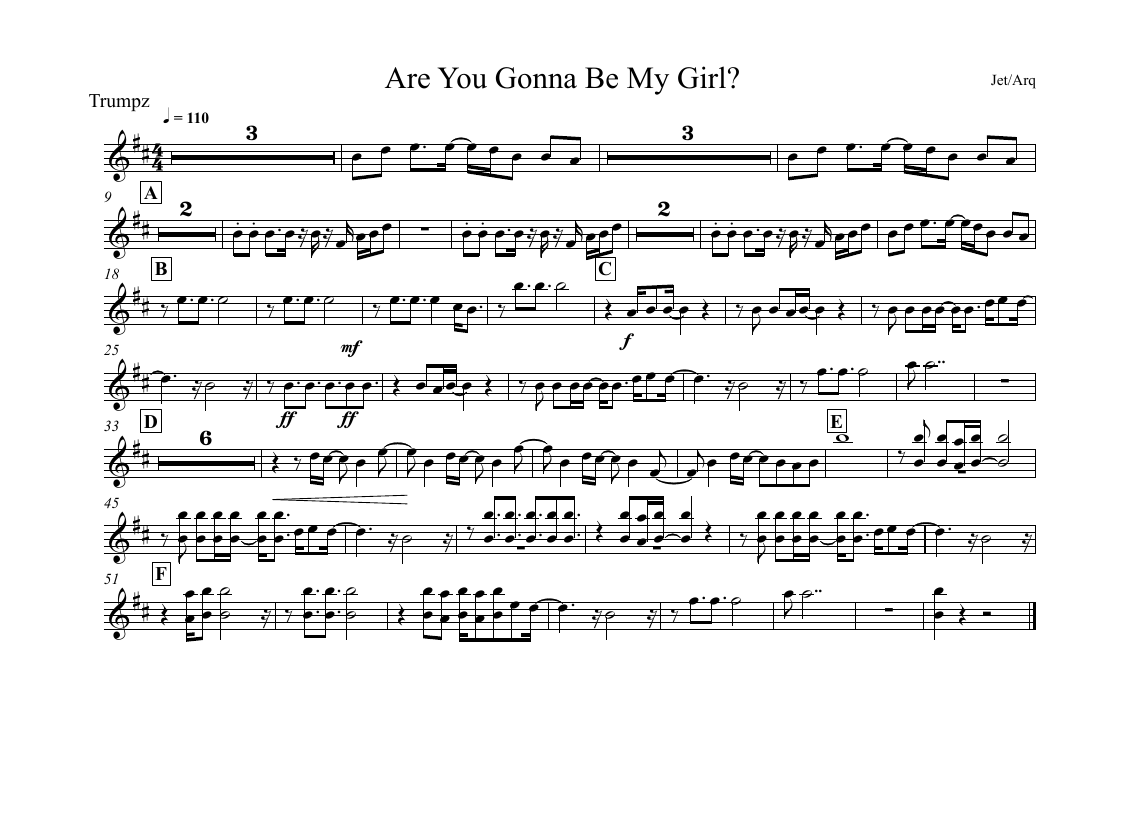 Are You Gonna Be My Girl?
Jet/Arq
Trumpz
♩ = 110
3 3
9 A
2 2
18 B C
f
25 mf
ff ff
33 D E
6
45
51 F